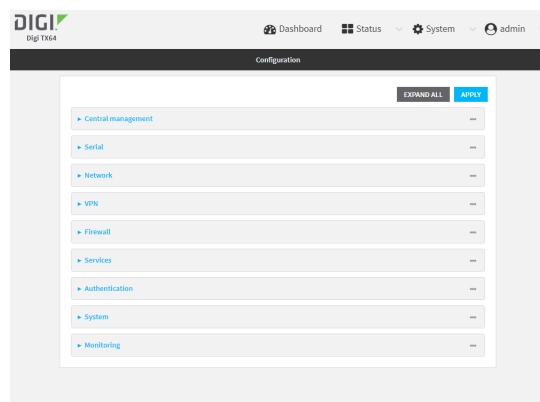 DIGI.
Digi TX64
Dashboard Status System admin
Configuration
EXPAND ALL APPLY
Central management
Serial
Network
VPN
Firewall
Services
Authentication
System
Monitoring